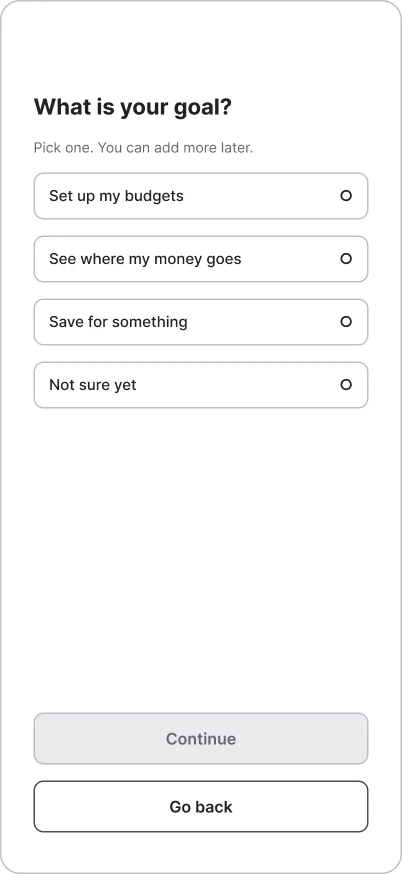 What is your goal?
Pick one. You can add more later.
Set up my budgets
See where my money goes
Save for something
Not sure yet
Continue
Go back